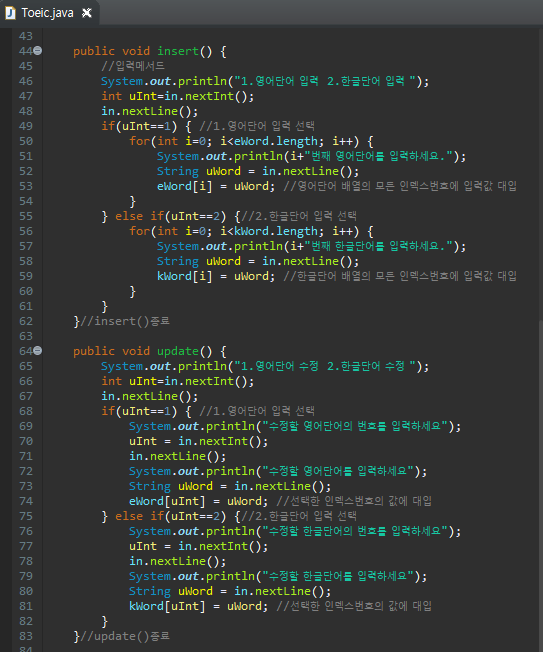 Toeic.java
43
44 public void insert() {
45 //입력메서드
46 System.out.println("1.영어단어 입력 2.한글단어 입력 ");
47 int uInt=in.nextInt();
48 in.nextLine();
49 if(uInt==1) { //1.영어단어 입력 선택
50 for(int i=0; i<eWord.length; i++) {
51 System.out.println(i+"번째 영어단어를 입력하세요.");
52 String uWord = in.nextLine();
53 eWord[i] = uWord; //영어단어 배열의 모든 인덱스번호에 입력값 대입
54 }
55 } else if(uInt==2) {//2.한글단어 입력 선택
56 for(int i=0; i<kWord.length; i++) {
57 System.out.println(i+"번째 한글단어를 입력하세요.");
58 String uWord = in.nextLine();
59 kWord[i] = uWord; //한글단어 배열의 모든 인덱스번호에 입력값 대입
60 }
61 }
62 }//insert()종료
63
64 public void update() {
65 System.out.println("1.영어단어 수정 2.한글단어 수정 ");
66 int uInt=in.nextInt();
67 in.nextLine();
68 if(uInt==1) { //1.영어단어 입력 선택
69 System.out.println("수정할 영어단어의 번호를 입력하세요");
70 uInt = in.nextInt();
71 in.nextLine();
72 System.out.println("수정할 영어단어를 입력하세요");
73 String uWord = in.nextLine();
74 eWord[uInt] = uWord; //선택한 인덱스번호의 값에 대입
75 } else if(uInt==2) {//2.한글단어 입력 선택
76 System.out.println("수정할 한글단어의 번호를 입력하세요");
77 uInt = in.nextInt();
78 in.nextLine();
79 System.out.println("수정할 한글단어를 입력하세요");
80 String uWord = in.nextLine();
81 kWord[uInt] = uWord; //선택한 인덱스번호의 값에 대입
82 }
83 }//update()종료